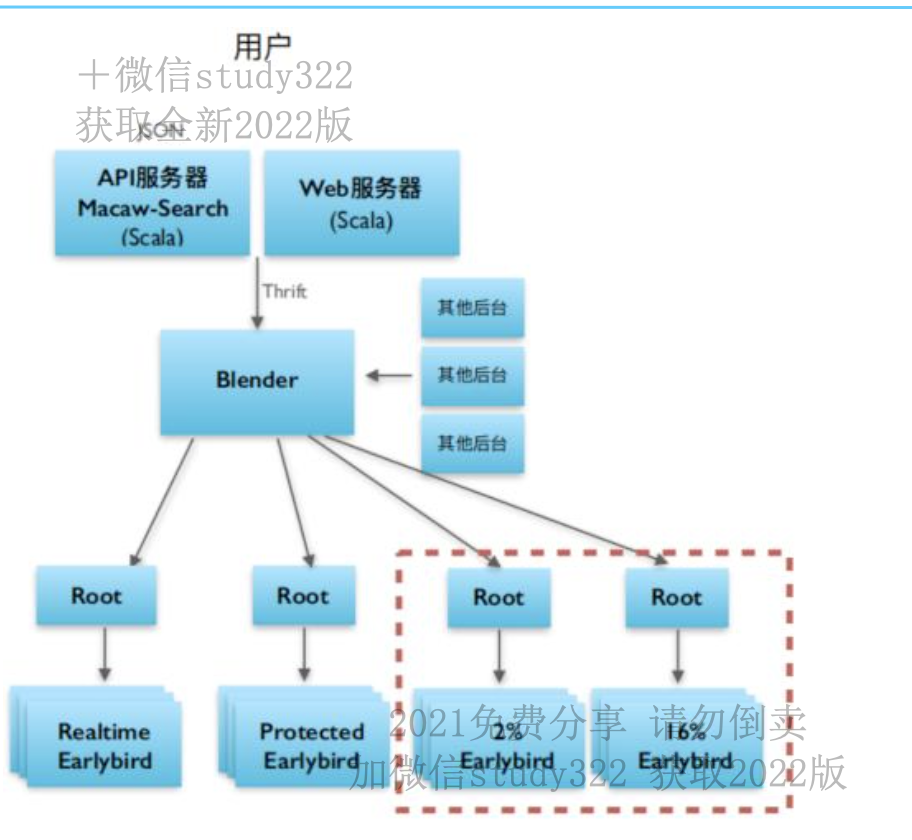 用户
＋微信study322
获取全新2022版
JSON
API服务器
Macaw-Search
(Scala)
Web服务器
(Scala)
Thrift
其他后台
Blender
其他后台
其他后台
Root
Root
Root
Root
Realtime
Earlybird
Protected
Earlybird
2%
Earlybird
16%
Earlybird
2021免费分享 请勿倒卖
加微信study322 获取2022版